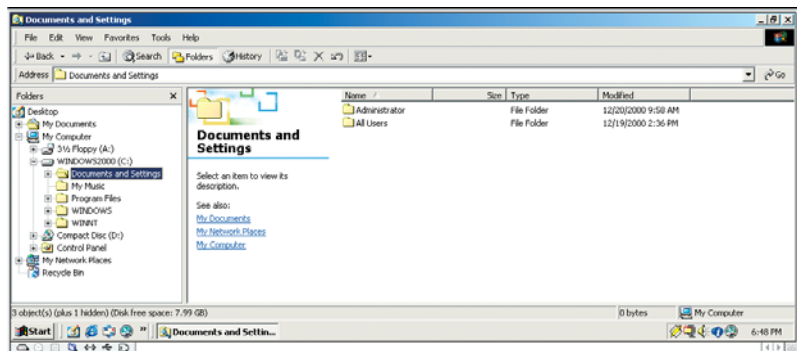 Documents and Settings
File Edit View Favorites Tools Help
Back Search Folders History
Address Documents and Settings Go
Folders
Desktop
My Documents
My Computer
3½ Floppy (A:)
WINDOWS2000 (C:)
Documents and Settings
My Music
Program Files
WINDOWS
WINNT
Compact Disc (D:)
Control Panel
My Network Places
Recycle Bin
Documents and
Settings
Select an item to view its
description.
See also:
My Documents
My Network Places
My Computer
Name Size Type Modified
Administrator File Folder 12/20/2000 9:58 AM
All Users File Folder 12/19/2000 2:36 PM
3 object(s) (plus 1 hidden) (Disk free space: 7.99 GB) 0 bytes My Computer
Start » Documents and Settin... 6:48 PM